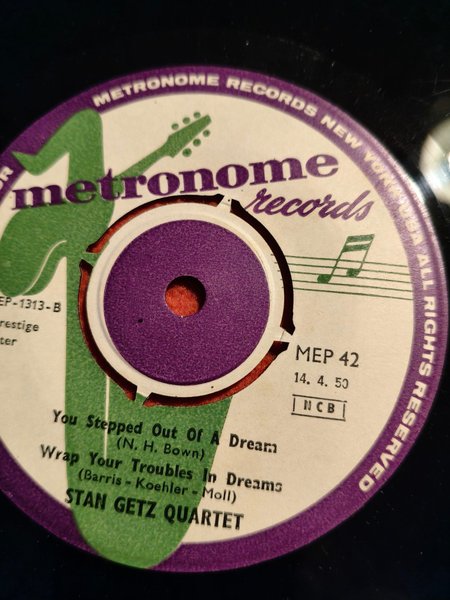 METRONOME RECORDS NEW YORK, USA ALL RIGHTS RESERVED
metronome
records
EP-1313-B
restige
ter
MEP 42
14. 4. 50
NCB
You Stepped Out Of A Dream
(N. H. Bown)
Wrap Your Troubles In Dreams
(Barris - Koehler - Moll)
STAN GETZ QUARTET